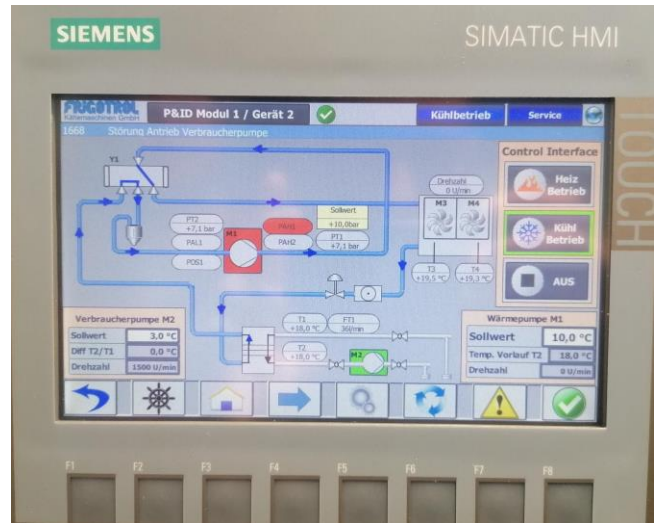 SIEMENS
SIMATIC HMI
TOUCH
FRIGOTROL
Kältemaschinen GmbH
P&ID Modul 1 / Gerät 2
Kühlbetrieb
Service
1668 Störung Antrieb Verbraucherpumpe
Control Interface
Heiz
Betrieb
Kühl
Betrieb
AUS
Y1
Drehzahl
0 U/min
M3 M4
Sollwert
+10,0bar
PT2
+7,1 bar
M1
PAH1
PT1
+7,1 bar
PAL1
PAH2
POS1
T3
+19,5 °C
T4
+19,3 °C
T1
+18,0 °C
FT1
36l/min
T2
+18,0 °C
M2
Verbraucherpumpe M2
Sollwert 3,0 °C
Diff T2/T1 0,0 °C
Drehzahl 1500 U/min
Wärmepumpe M1
Sollwert 10,0 °C
Temp. Vorlauf T2 18,0 °C
Drehzahl 0 U/min
F1 F2 F3 F4 F5 F6 F7 F8